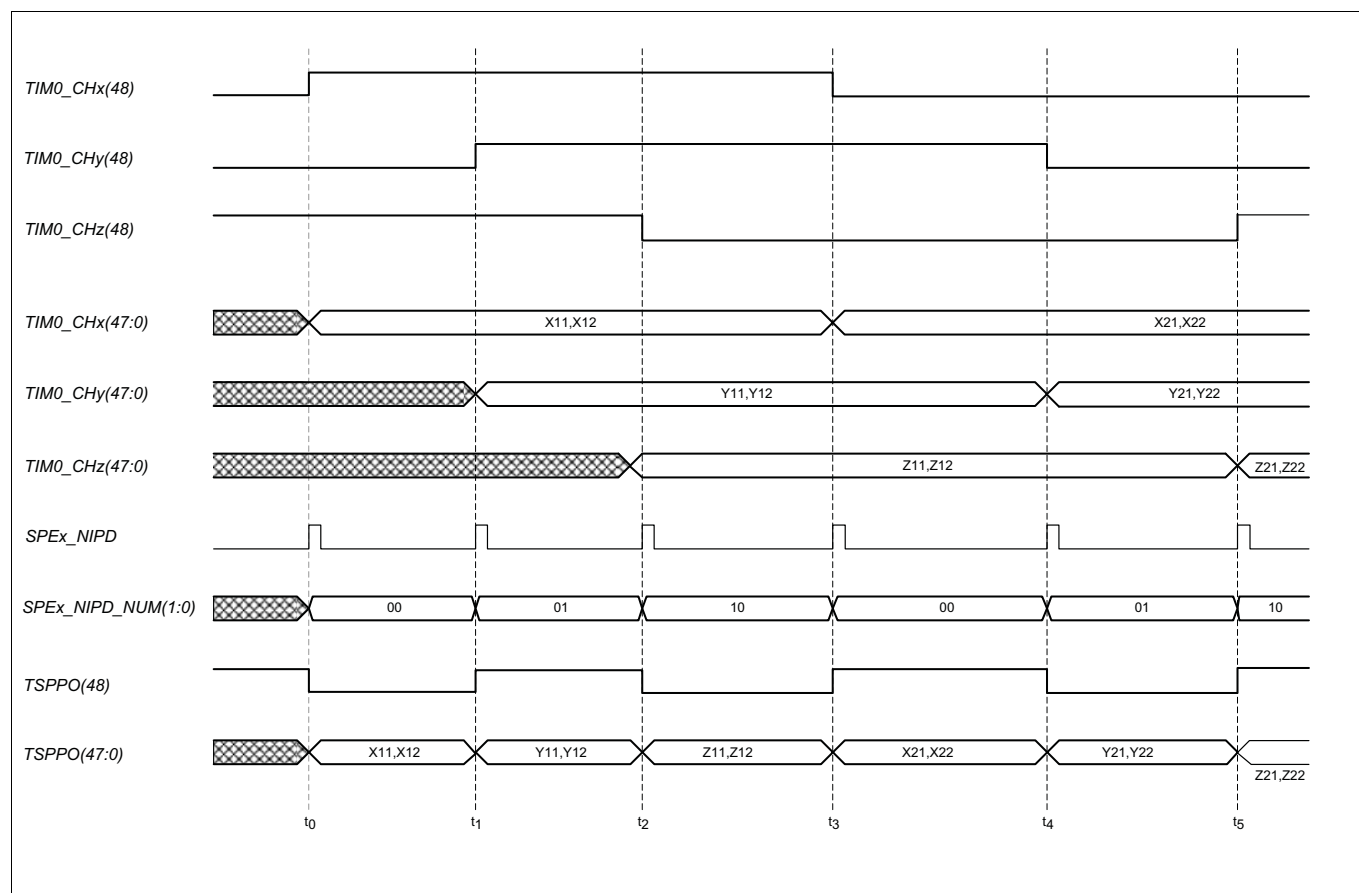 TIM0_CHx(48)
TIM0_CHy(48)
TIM0_CHz(48)
TIM0_CHx(47:0) X11,X12 X21,X22
TIM0_CHy(47:0) Y11,Y12 Y21,Y22
TIM0_CHz(47:0) Z11,Z12 Z21,Z22
SPEx_NIPD
SPEx_NIPD_NUM(1:0) 00 01 10 00 01 10
TSPPO(48)
TSPPO(47:0) X11,X12 Y11,Y12 Z11,Z12 X21,X22 Y21,Y22 Z21,Z22
t0 t1 t2 t3 t4 t5